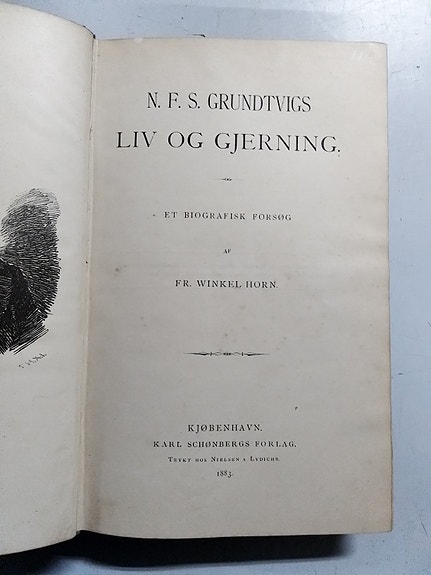 N. F. S. GRUNDTVIGS
LIV OG GJERNING.
ET BIOGRAFISK FORSØG
AF
FR. WINKEL HORN.
KJØBENHAVN.
KARL SCHØNBERGS FORLAG.
TRYKT HOS NIELSEN & LYDICHE.
1883.